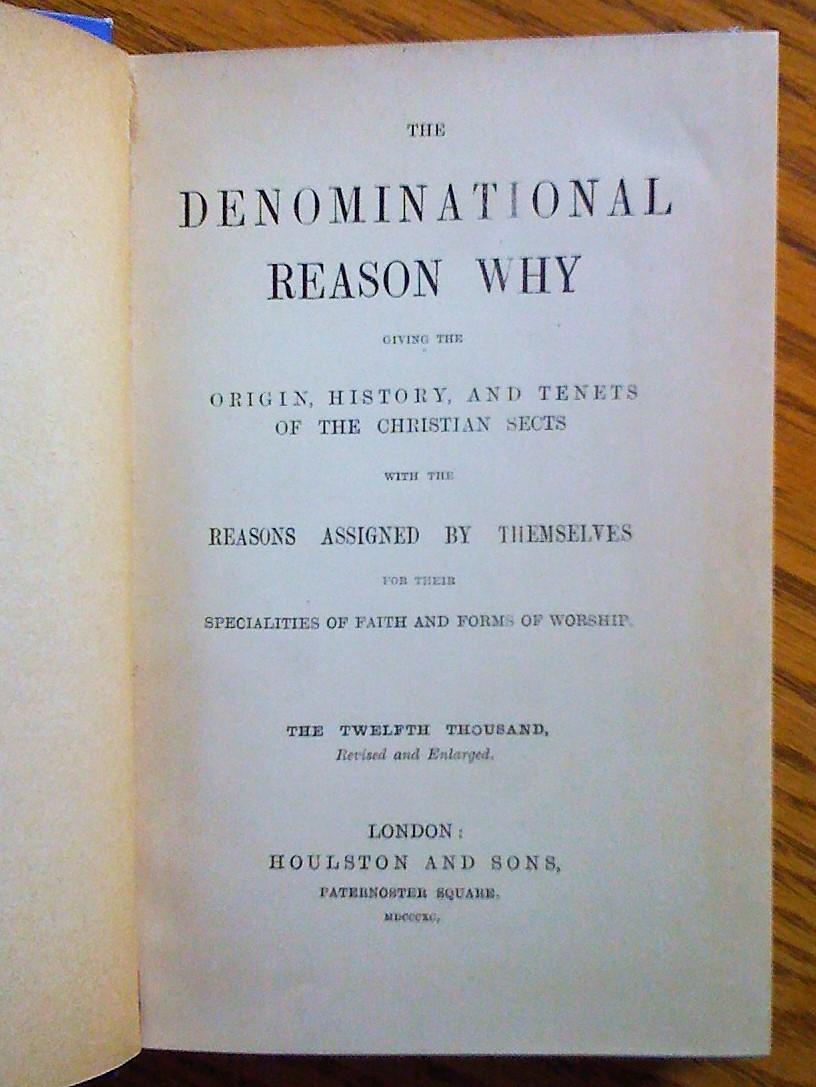 THE
DENOMINATIONAL
REASON WHY
GIVING THE
ORIGIN, HISTORY, AND TENETS
OF THE CHRISTIAN SECTS
WITH THE
REASONS ASSIGNED BY THEMSELVES
FOR THEIR
SPECIALITIES OF FAITH AND FORMS OF WORSHIP.
THE TWELFTH THOUSAND,
Revised and Enlarged.
LONDON:
HOULSTON AND SONS,
PATERNOSTER SQUARE.
MDCCCXC.